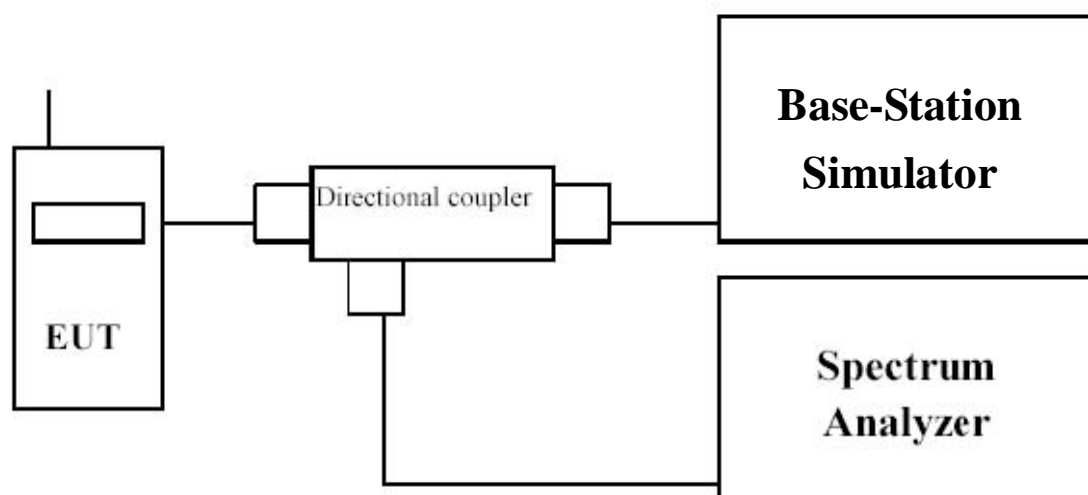 EUT
Directional coupler
Base-Station
Simulator
Spectrum
Analyzer